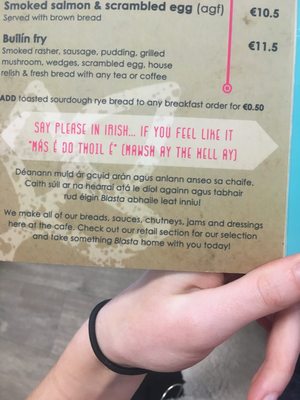 Smoked salmon & scrambled egg (agf) €10.5
Served with brown bread
Builín fry €11.5
Smoked rasher, sausage, pudding, grilled
mushroom, wedges, scrambled egg, house
relish & fresh bread with any tea or coffee
ADD toasted sourdough rye bread to any breakfast order for €0.50
SAY PLEASE IN IRISH... IF YOU FEEL LIKE IT
"MÁS É DO THOIL É" (MAWSH AY THE HELL AY)
Déanann muid ár gcuid aráin agus anlann anseo sa chaife.
Caith súil ar na hearraí atá le díol againn agus tabhair
rud éigin Blasta abhaile leat inniu!
We make all of our breads, sauces, chutneys, jams and dressings
here at the cafe. Check out our retail section for our selection
and take something Blasta home with you today!